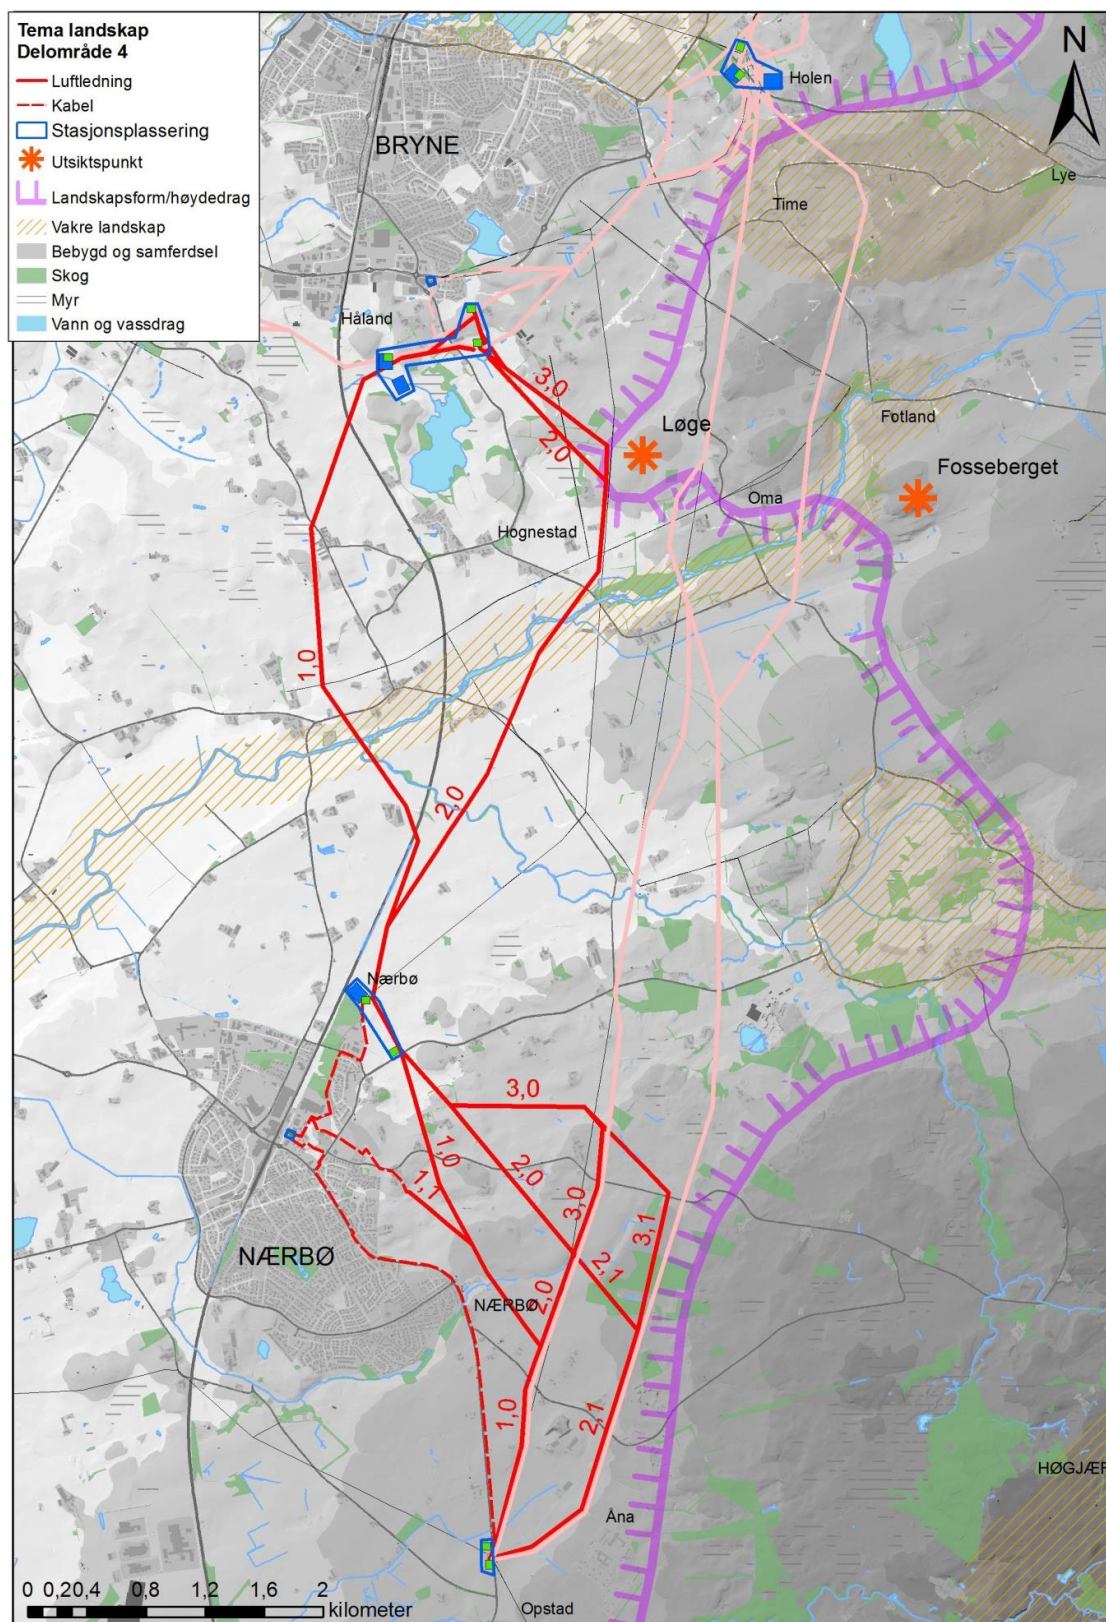 Tema landskap
Delområde 4
Luftledning
Kabel
Stasjonsplassering
Utsiktspunkt
Landskapsform/høydedrag
Vakre landskap
Bebygd og samferdsel
Skog
Myr
Vann og vassdrag
N
Holen
BRYNE
Lye
Time
Håland
3,0
Løge
Fotland
2,0
Fosseberget
Oma
Hognestad
1,0
2,0
Nærbø
3,0
1,0
2,0
1,1
3,0
3,1
NÆRBØ
2,1
2,0
NÆRBØ
1,0
2,1
HØGJÆR
Åna
0 0,20,4 0,8 1,2 1,6 2
kilometer
Opstad